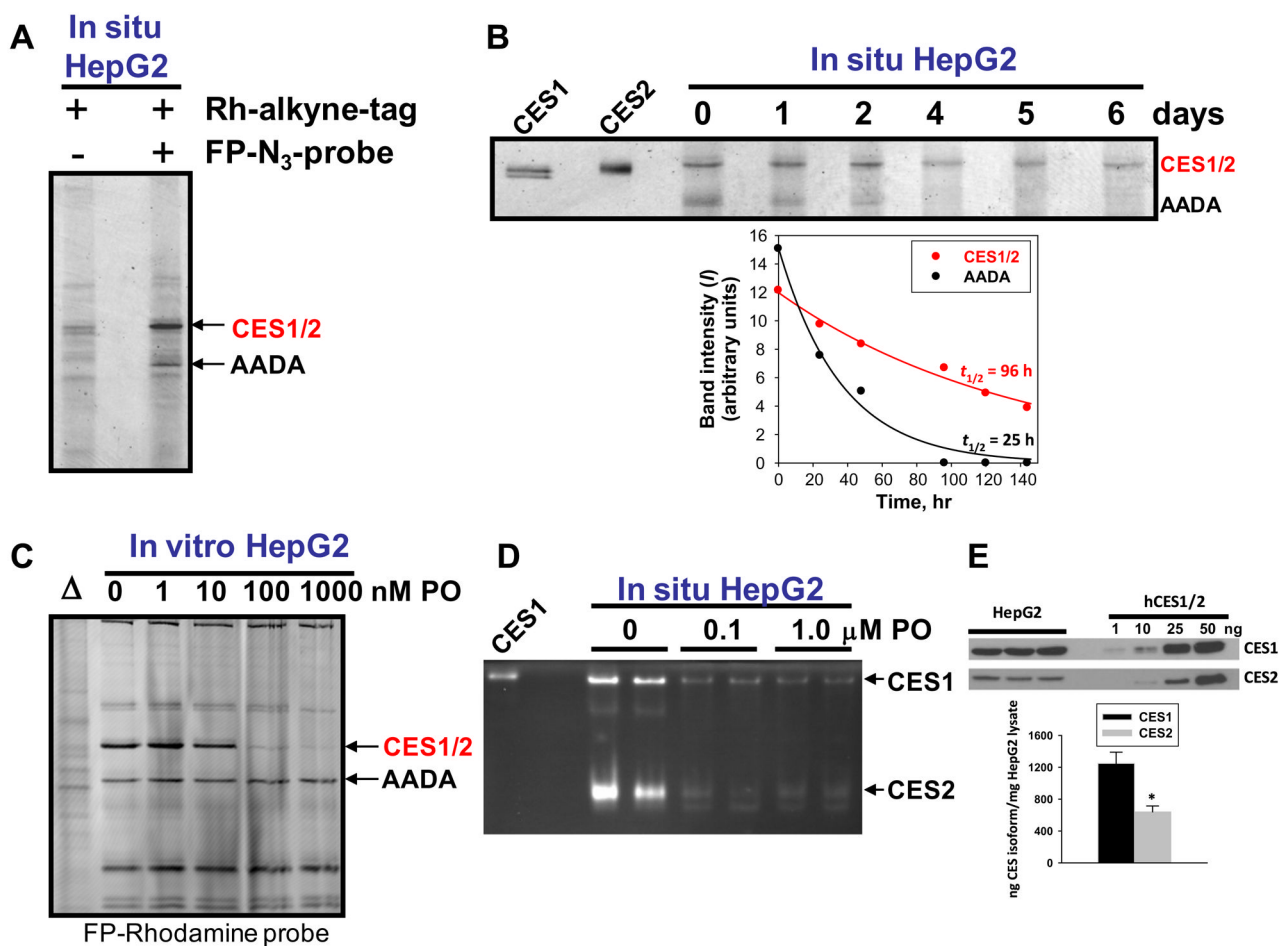 A
In situ
HepG2
+ + Rh-alkyne-tag
- + FP-N3-probe
CES1/2
AADA
B
In situ HepG2
CES1 CES2 0 1 2 4 5 6 days
CES1/2
AADA
Band intensity (I)
(arbitrary units)
16
14
12
10
8
6
4
2
0
CES1/2
AADA
t1/2 = 96 h
t1/2 = 25 h
0 20 40 60 80 100 120 140
Time, hr
C
In vitro HepG2
Δ 0 1 10 100 1000 nM PO
CES1/2
AADA
FP-Rhodamine probe
D
In situ HepG2
CES1 0 0.1 1.0 μM PO
CES1
CES2
E
HepG2 hCES1/2
1 10 25 50 ng
CES1
CES2
CES1
CES2
ng CES isoform/mg HepG2 lysate
1600
1200
800
400
0
*